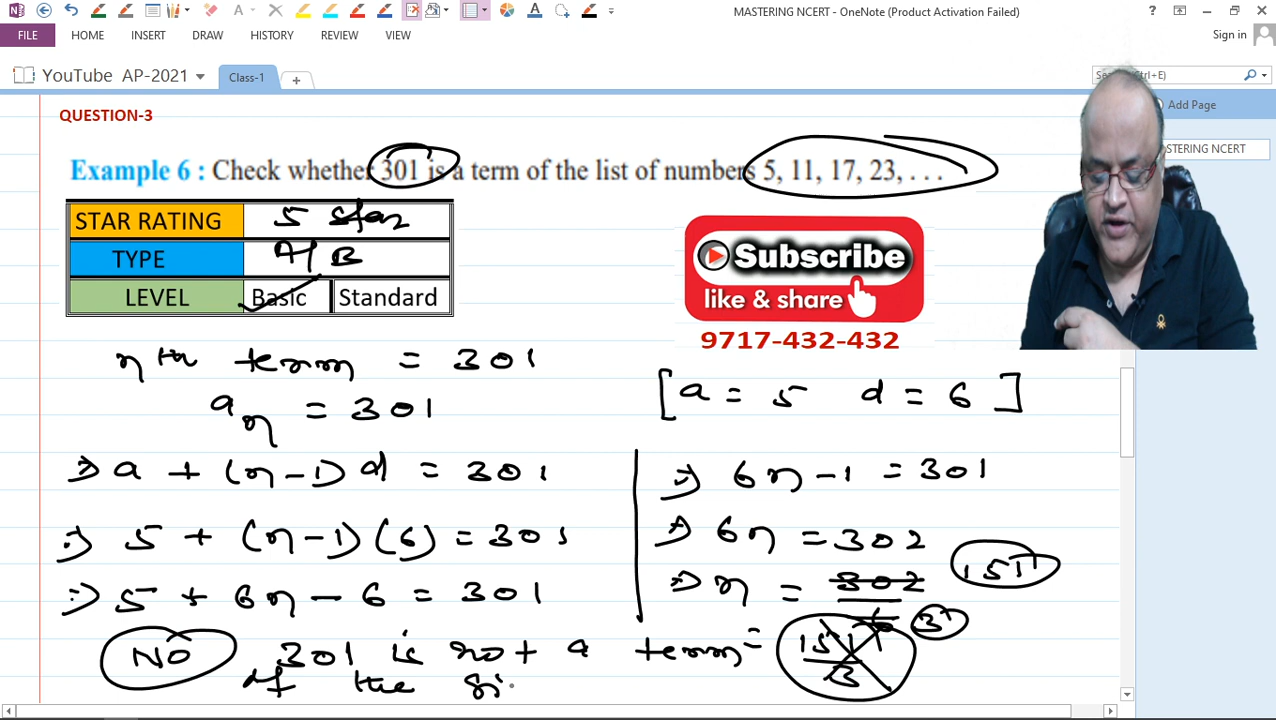 MASTERING NCERT - OneNote (Product Activation Failed)
FILE HOME INSERT DRAW HISTORY REVIEW VIEW Sign in
YouTube AP-2021 Class-1
Add Page
QUESTION-3
Example 6 : Check whether 301 is a term of the list of numbers 5, 11, 17, 23, . . .
STAR RATING 5 Star
TYPE A/B
LEVEL Basic Standard
Subscribe
like & share
9717-432-432
nth term = 301
[a = 5 d = 6]
aₙ = 301
⇒ a + (n-1) d = 301
⇒ 5 + (n-1) (6) = 301
⇒ 5 + 6n - 6 = 301
⇒ 6n - 1 = 301
⇒ 6n = 302
⇒ n = 302/6
151
3
= 151/3
NO 301 is not a term
of the gi